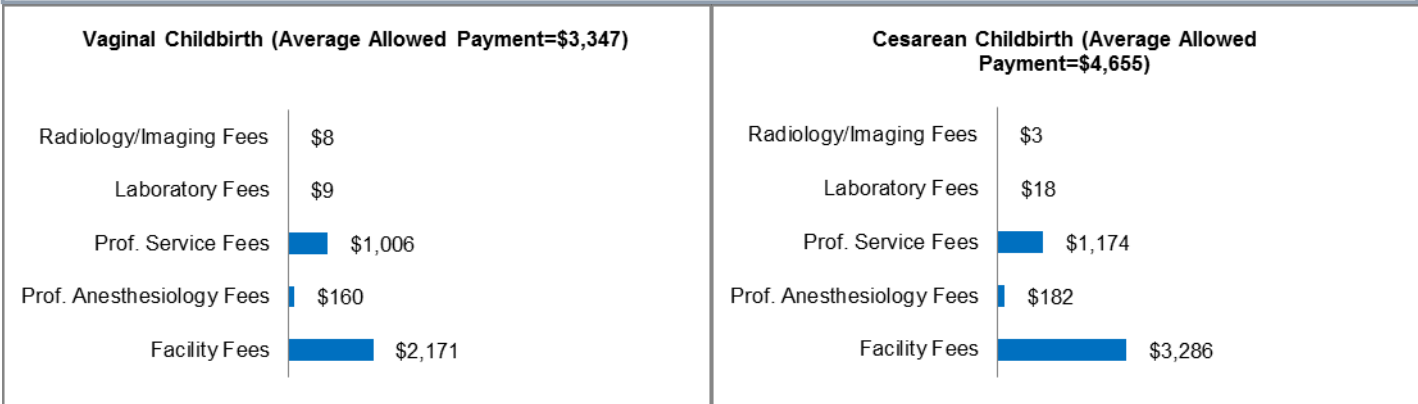 Vaginal Childbirth (Average Allowed Payment=$3,347)
Radiology/Imaging Fees $8
Laboratory Fees $9
Prof. Service Fees $1,006
Prof. Anesthesiology Fees $160
Facility Fees $2,171
Cesarean Childbirth (Average Allowed
Payment=$4,655)
Radiology/Imaging Fees $3
Laboratory Fees $18
Prof. Service Fees $1,174
Prof. Anesthesiology Fees $182
Facility Fees $3,286